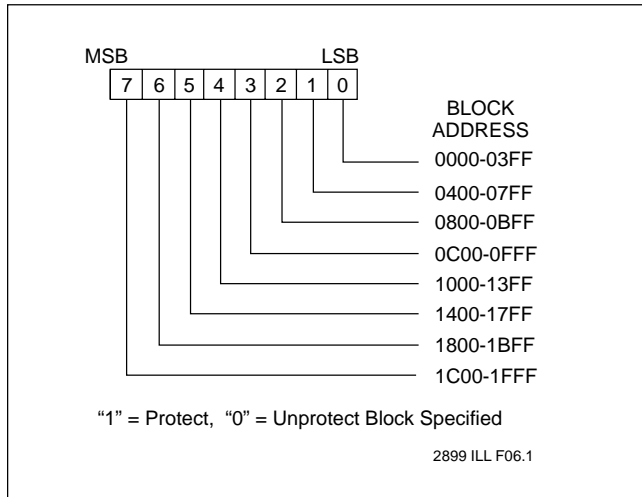 MSB LSB
7 6 5 4 3 2 1 0
BLOCK
ADDRESS
0000-03FF
0400-07FF
0800-0BFF
0C00-0FFF
1000-13FF
1400-17FF
1800-1BFF
1C00-1FFF
“1” = Protect, “0” = Unprotect Block Specified
2899 ILL F06.1